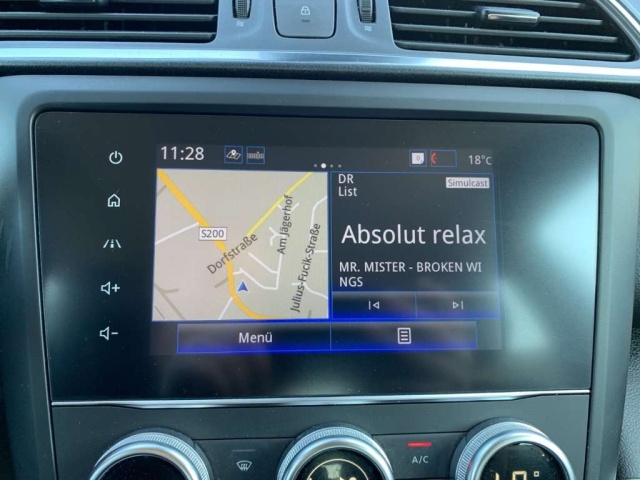 11:28
0
18°C
DR
List
Simulcast
Absolut relax
MR. MISTER - BROKEN WI
NGS
S200
Dorfstraße
Am Jägerhof
Julius-Fucik-Straße
Menü
A/C